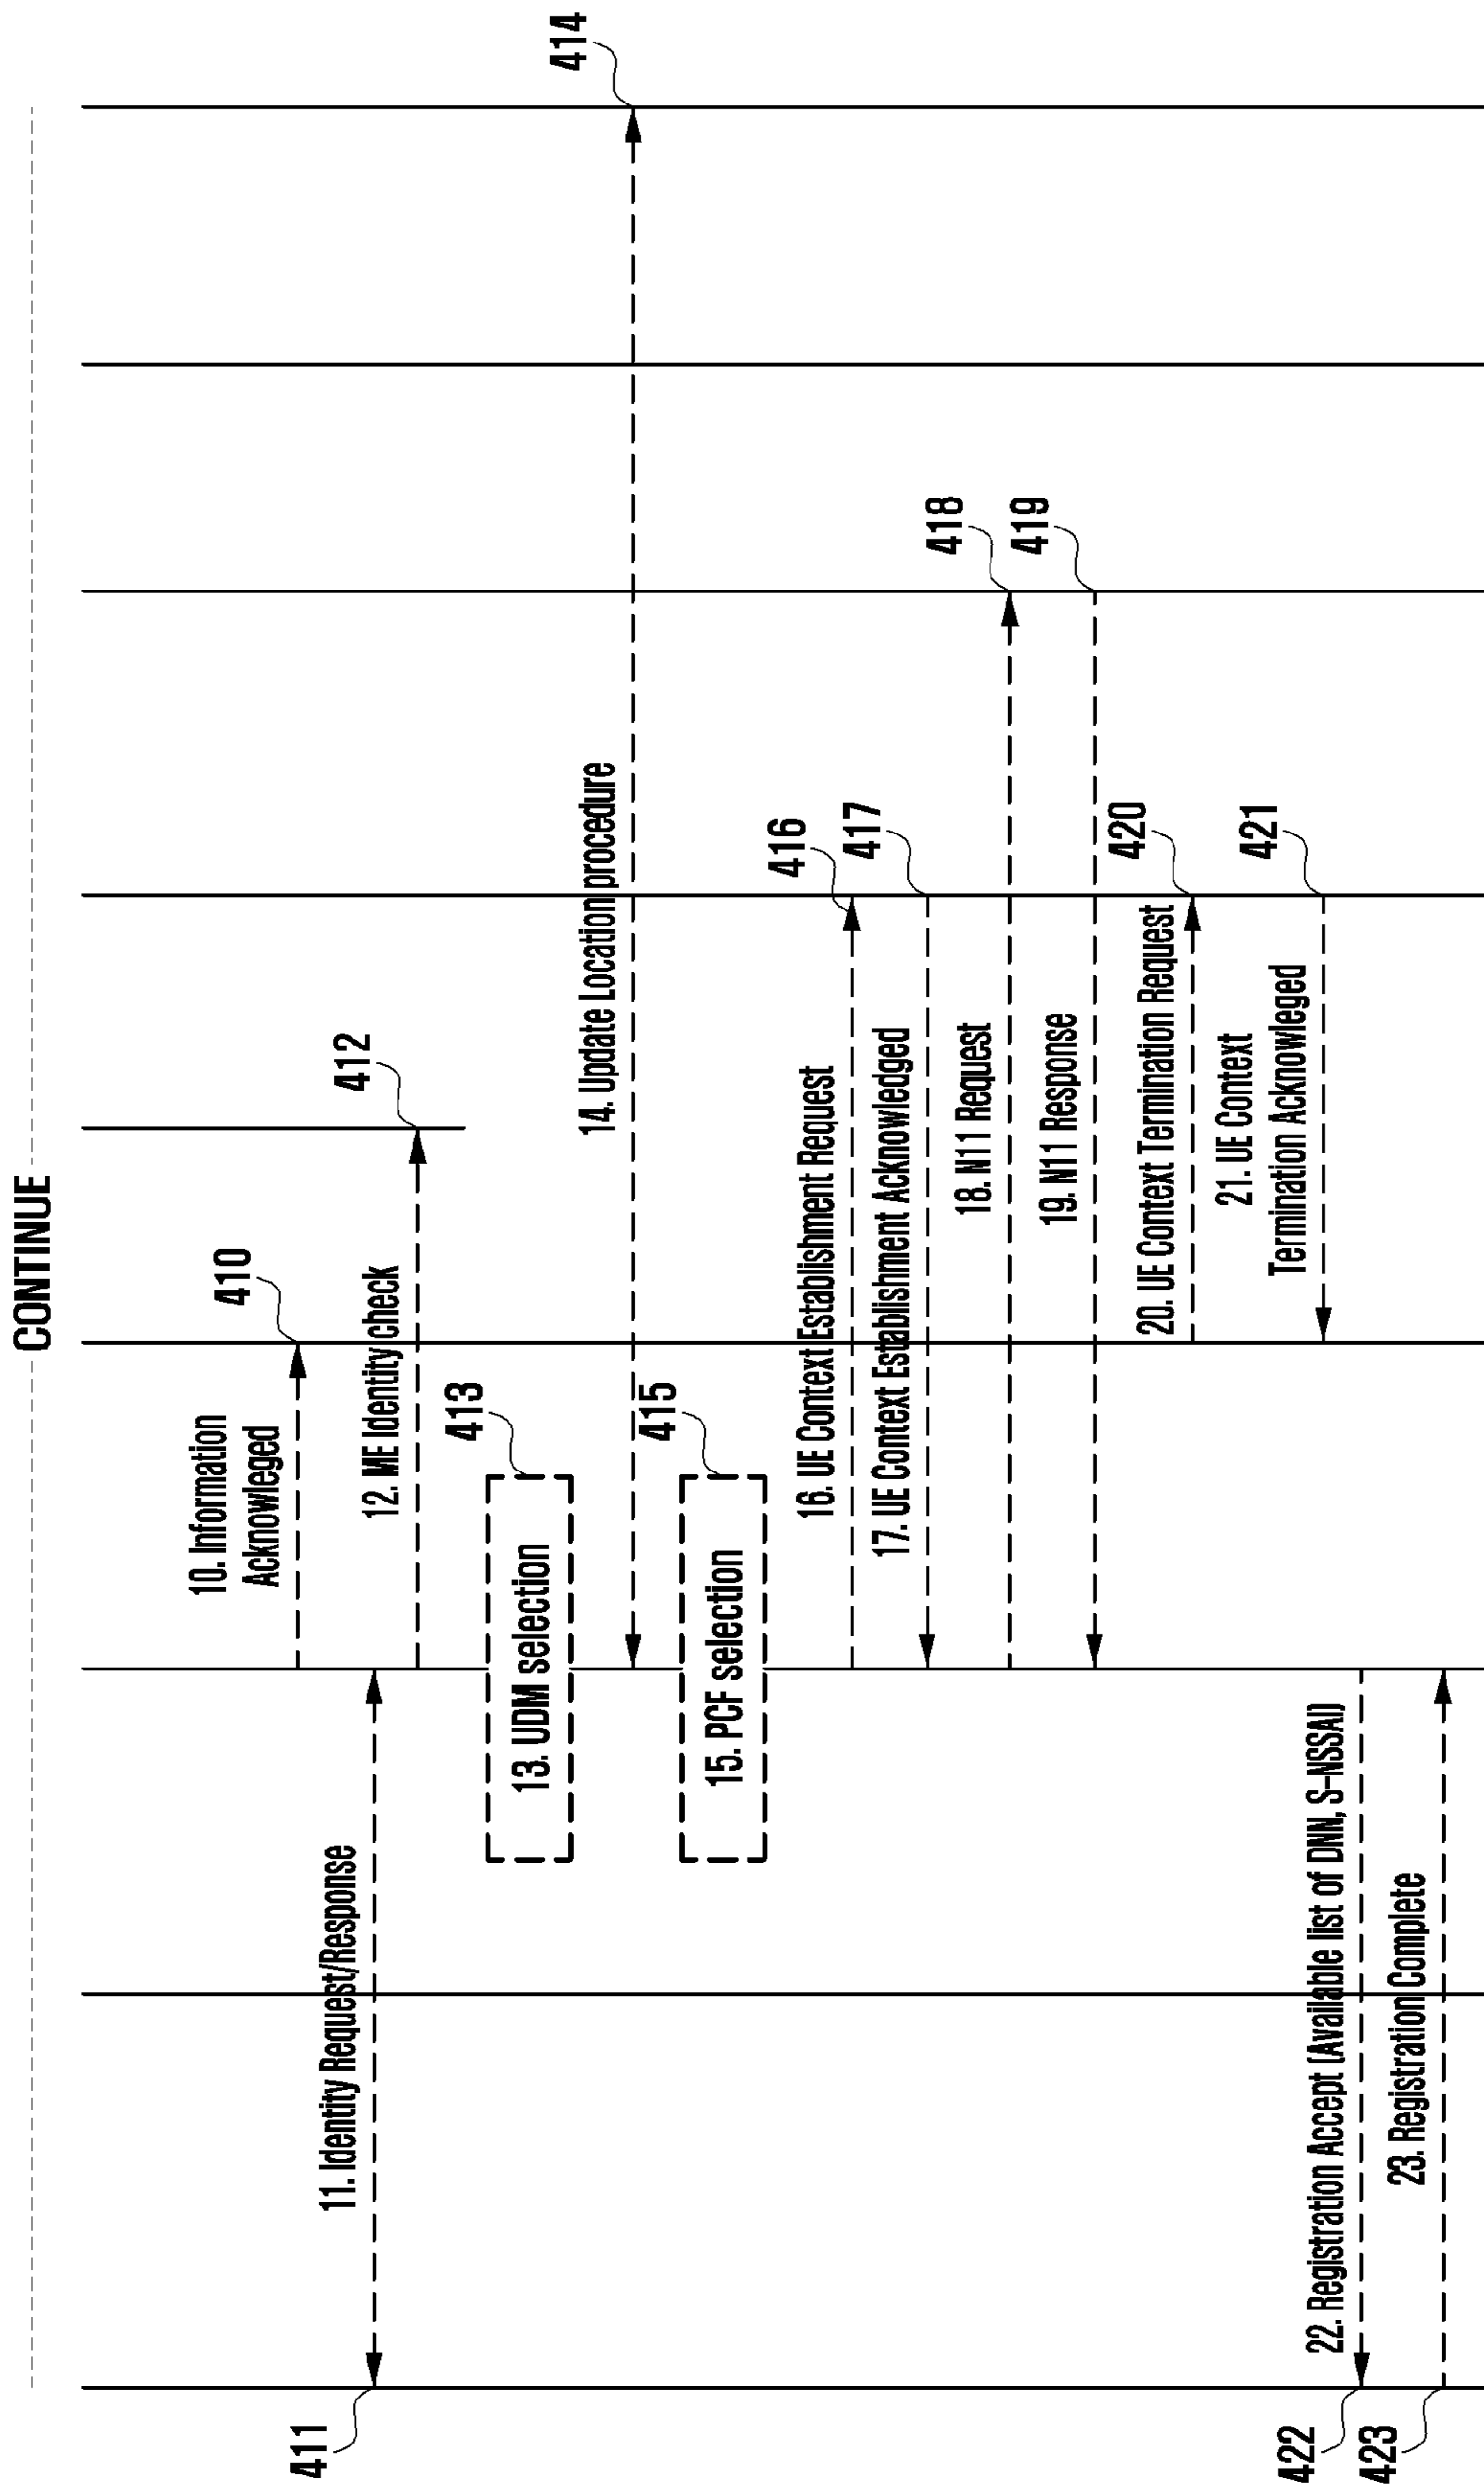 CONTINUE
10. Information
Acknowleged
410
11. Identity Request/Response
411
12. ME Identity check
412
13. UDM selection
413
14. Update Location procedure
414
15. PCF selection
415
16. UE Context Establishment Request
416
17. UE Context Establishment Acknowledged
417
18. N11 Request
418
19. N11 Response
419
20. UE Context Termination Request
420
21. UE Context
Termination Acknowleged
421
22. Registration Accept (Available list of DNN, S-NSSAI)
422
23. Registration Complete
423